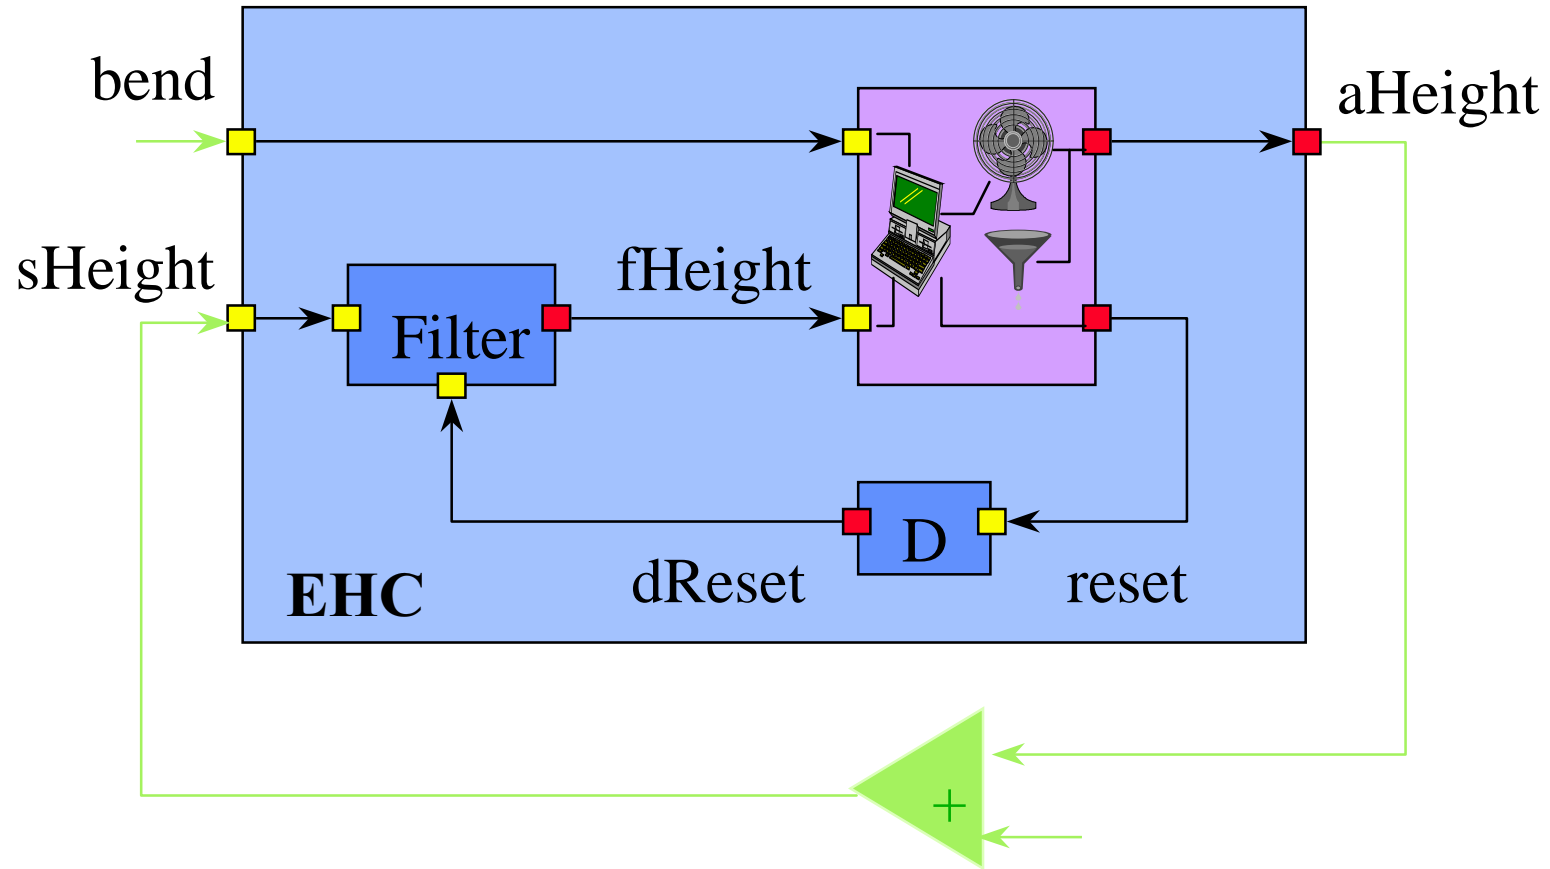 bend
aHeight
sHeight
fHeight
Filter
D
dReset
reset
EHC
+